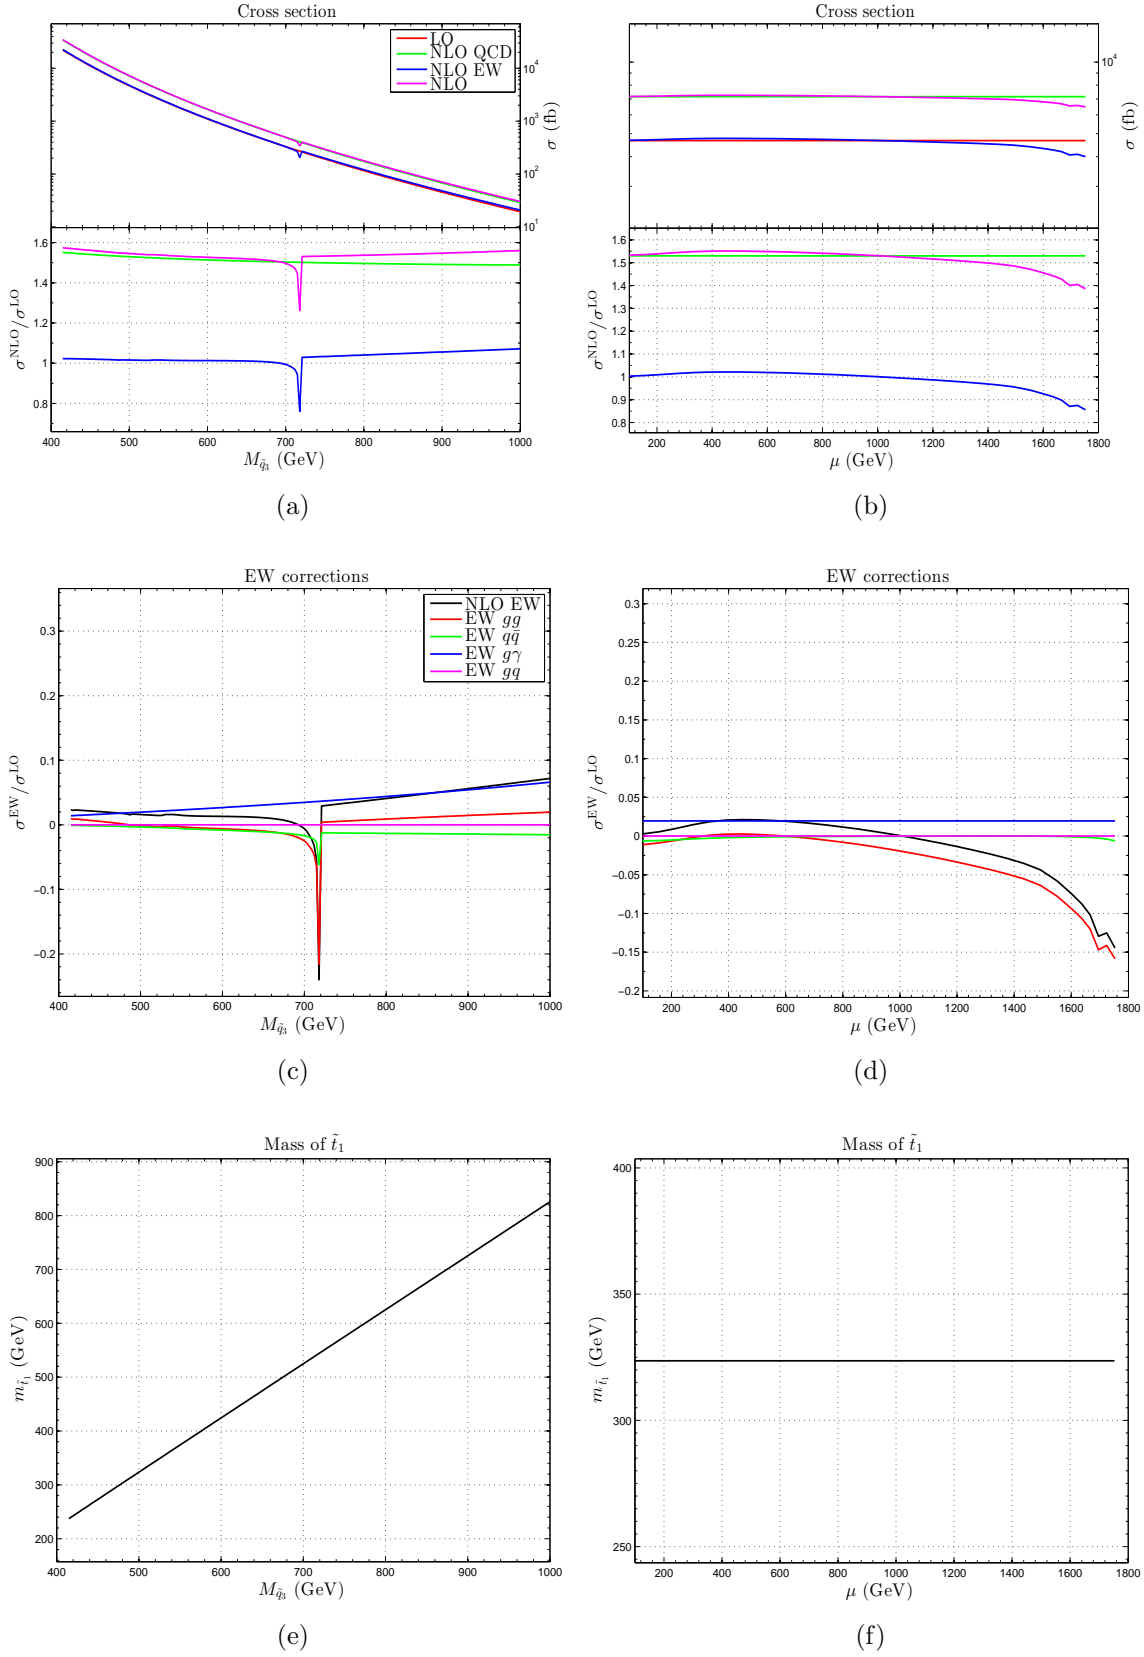 Cross section
LO
NLO QCD
NLO EW
NLO
10^4
10^3
10^2
10^1
σ (fb)
1.6
1.4
1.2
1
0.8
σ^NLO/σ^LO
400 500 600 700 800 900 1000
M_q̃3 (GeV)
(a)
Cross section
10^4
σ (fb)
1.6
1.5
1.4
1.3
1.2
1.1
1
0.9
0.8
σ^NLO/σ^LO
200 400 600 800 1000 1200 1400 1600 1800
μ (GeV)
(b)
EW corrections
NLO EW
EW gg
EW qq̄
EW gγ
EW gq
0.3
0.2
0.1
0
−0.1
−0.2
σ^EW/σ^LO
400 500 600 700 800 900 1000
M_q̃3 (GeV)
(c)
EW corrections
0.3
0.25
0.2
0.15
0.1
0.05
0
−0.05
−0.1
−0.15
−0.2
σ^EW/σ^LO
200 400 600 800 1000 1200 1400 1600 1800
μ (GeV)
(d)
Mass of t̃1
900
800
700
600
500
400
300
200
m_t̃1 (GeV)
400 500 600 700 800 900 1000
M_q̃3 (GeV)
(e)
Mass of t̃1
400
350
300
250
m_t̃1 (GeV)
200 400 600 800 1000 1200 1400 1600 1800
μ (GeV)
(f)